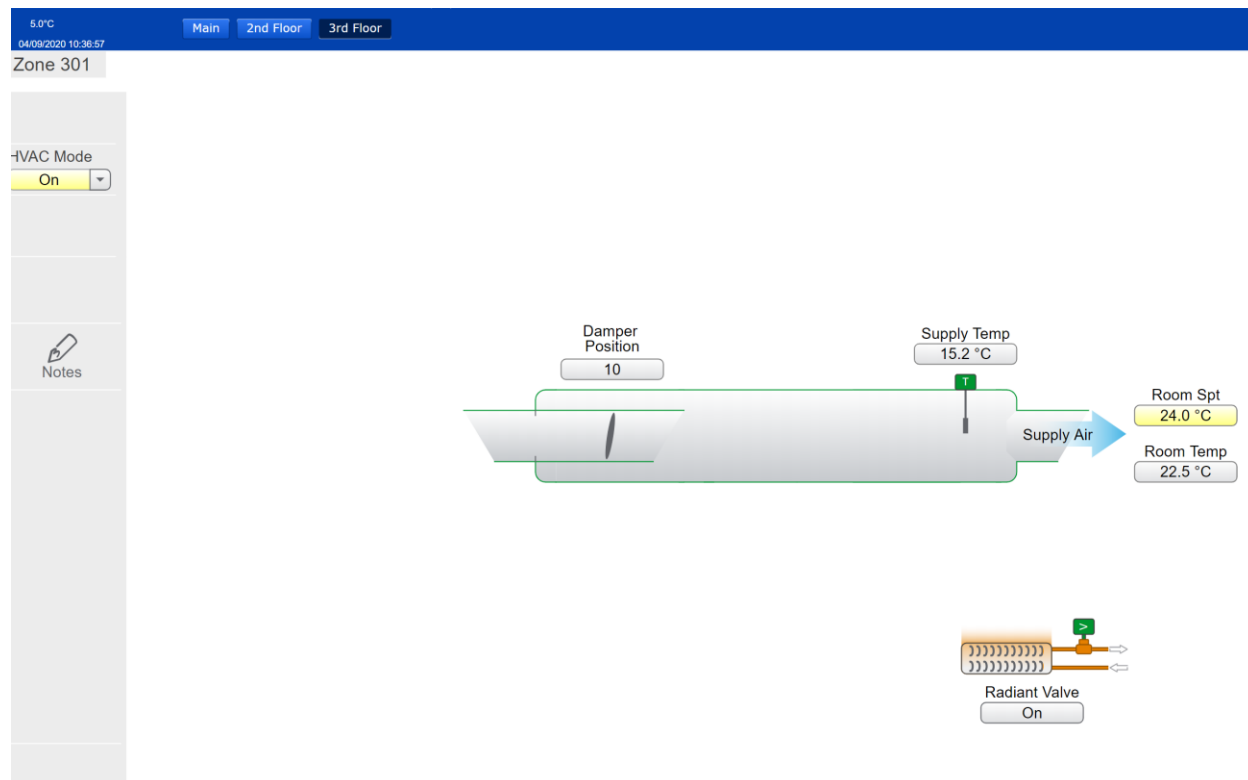 5.0°C
04/09/2020 10:36:57
Main 2nd Floor 3rd Floor
Zone 301
HVAC Mode
On
Notes
Damper
Position
10
Supply Temp
15.2 °C
T
Supply Air
Room Spt
24.0 °C
Room Temp
22.5 °C
>
Radiant Valve
On